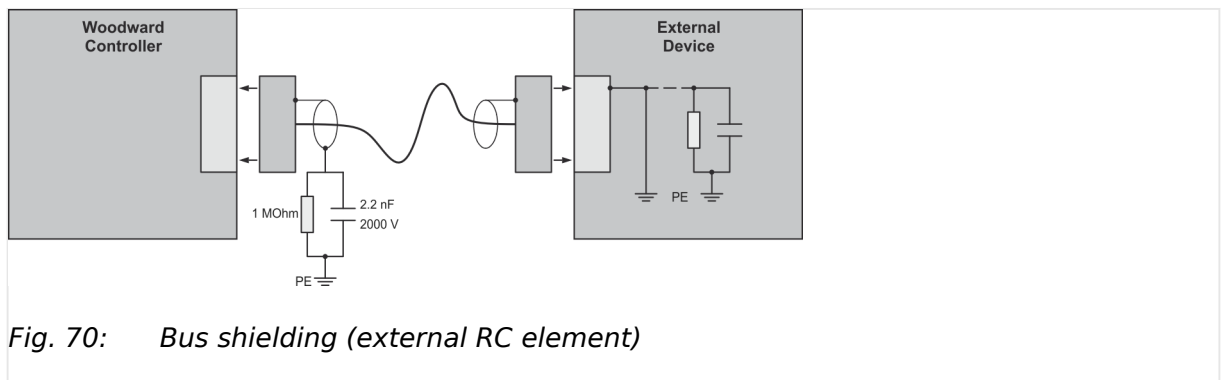 Woodward
Controller
External
Device
1 MOhm
2.2 nF
2000 V
PE
PE
Fig. 70: Bus shielding (external RC element)